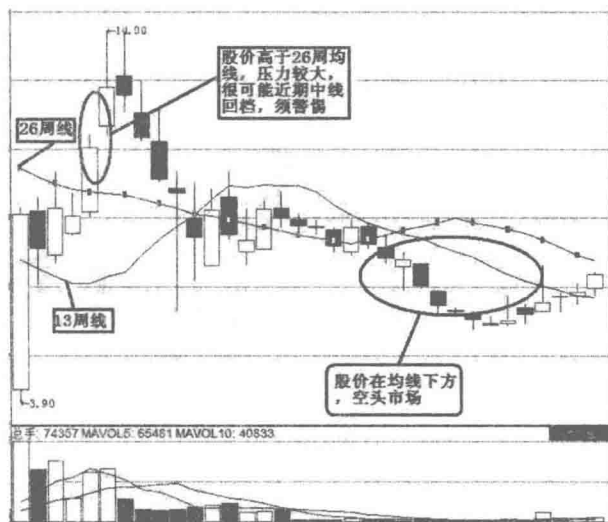 14.00
股价高于26周均
线，压力较大，
很可能近期中线
回档，须警惕
26周线
13周线
3.90
股价在均线下方
，空头市场
总手: 74357 MAVOL5: 65481 MAVOL10: 40833